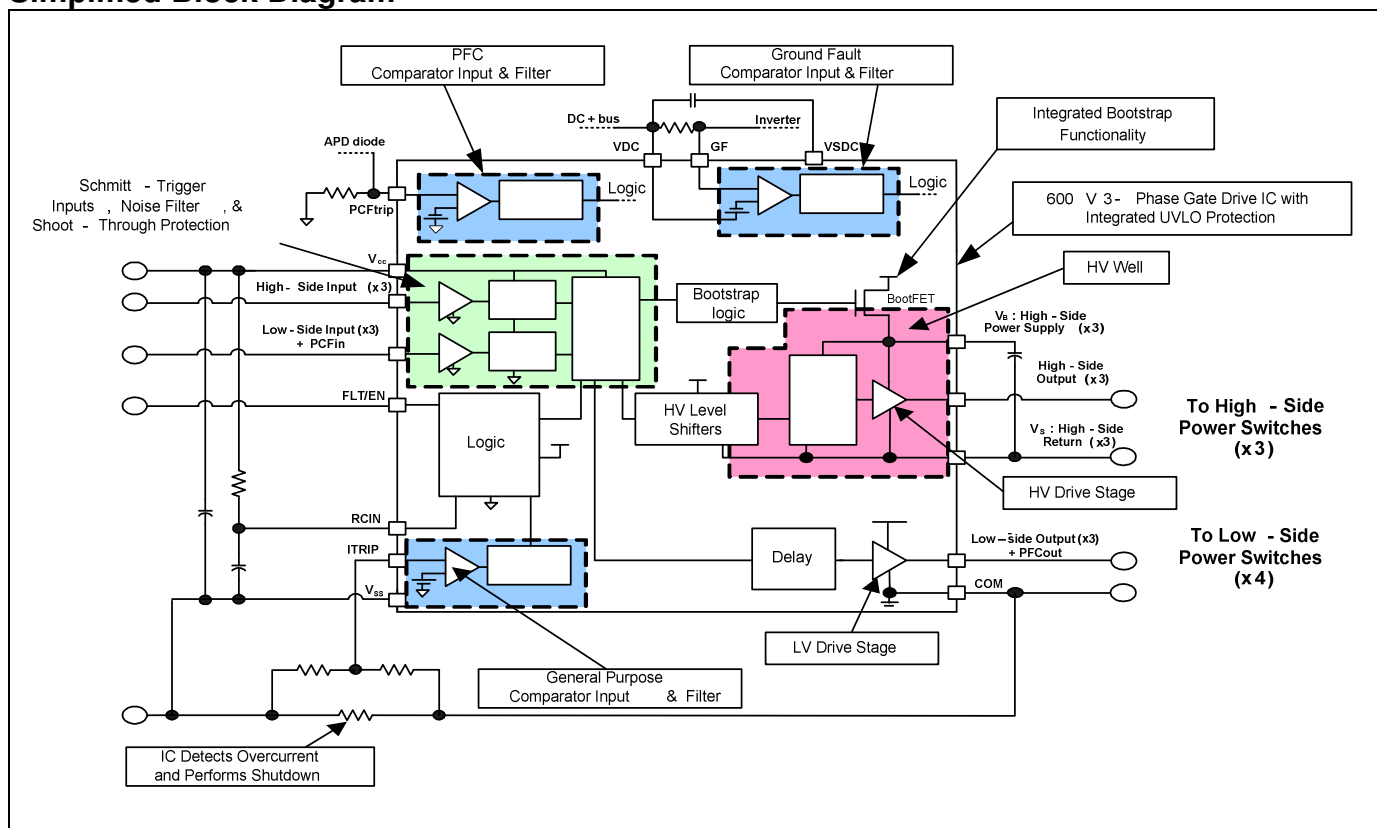 Simplified Block Diagram
PFC
Comparator Input & Filter
Ground Fault
Comparator Input & Filter
Integrated Bootstrap
Functionality
DC + bus
Inverter
VDC
GF
VSDC
APD diode
PCFtrip
Logic
Logic
Schmitt - Trigger
Inputs , Noise Filter , &
Shoot - Through Protection
600 V 3 - Phase Gate Drive IC with
Integrated UVLO Protection
HV Well
Vcc
High - Side Input (x3)
Low - Side Input (x3)
+ PCFin
Bootstrap
logic
BootFET
VB : High - Side
Power Supply (x3)
High - Side
Output (x3)
FLT/EN
Logic
HV Level
Shifters
VS : High - Side
Return (x3)
To High - Side
Power Switches
(x3)
HV Drive Stage
RCIN
ITRIP
VSS
Delay
Low - side Output (x3)
+ PFCout
COM
To Low - Side
Power Switches
(x4)
LV Drive Stage
General Purpose
Comparator Input & Filter
IC Detects Overcurrent
and Performs Shutdown